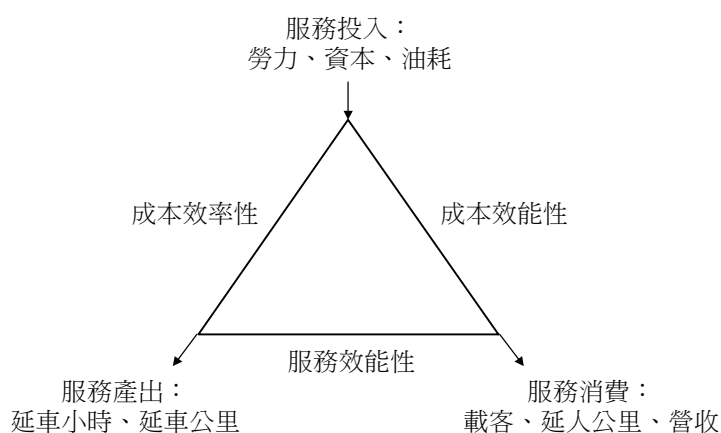 服務投入：
勞力、資本、油耗
成本效率性
成本效能性
服務效能性
服務產出：
延車小時、延車公里
服務消費：
載客、延人公里、營收